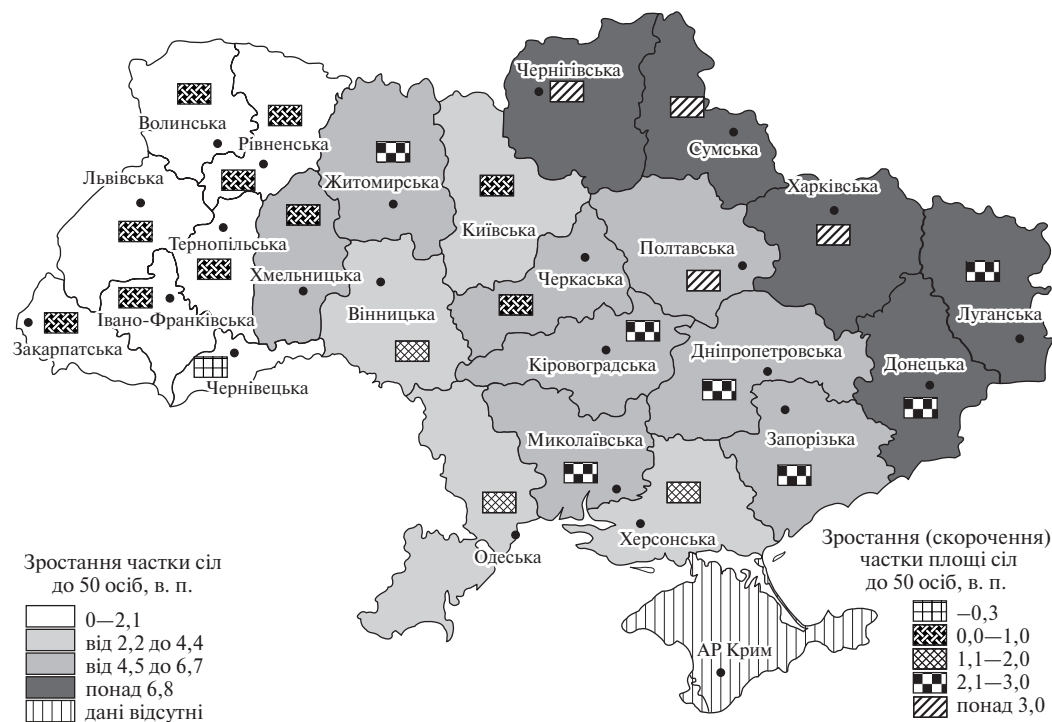 Чернігівська
Волинська
Рівненська
Сумська
Львівська
Житомирська
Харківська
Київська
Тернопільська
Полтавська
Хмельницька
Черкаська
Івано-Франківська
Вінницька
Луганська
Закарпатська
Дніпропетровська
Кіровоградська
Донецька
Чернівецька
Миколаївська
Запорізька
Херсонська
Одеська
АР Крим
Зростання частки сіл
до 50 осіб, в. п.
0—2,1
від 2,2 до 4,4
від 4,5 до 6,7
понад 6,8
дані відсутні
Зростання (скорочення)
частки площі сіл
до 50 осіб, в. п.
–0,3
0,0—1,0
1,1—2,0
2,1—3,0
понад 3,0